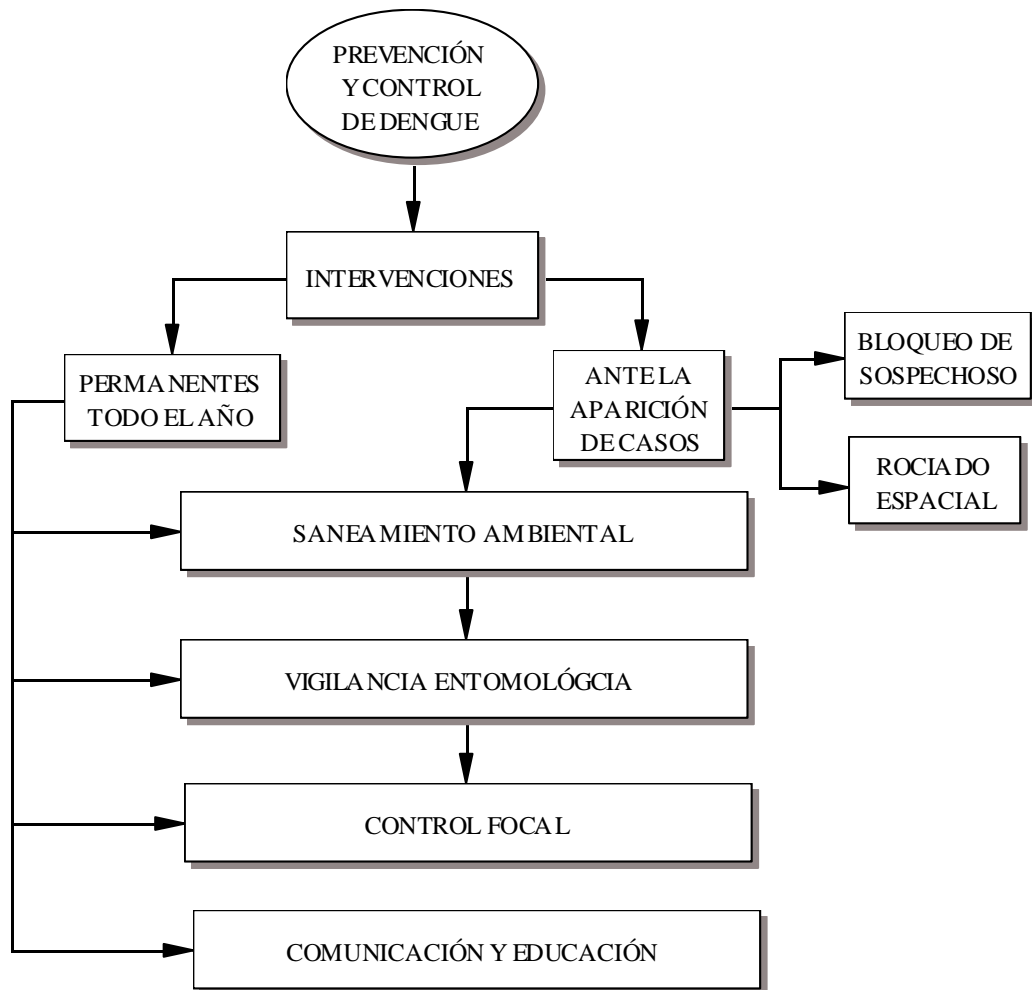 PREVENCIÓN
Y CONTROL
DE DENGUE
INTERVENCIONES
PERMANENTES
TODO EL AÑO
ANTE LA
APARICIÓN
DE CASOS
BLOQUEO DE
SOSPECHOSO
ROCIADO
ESPACIAL
SANEAMIENTO AMBIENTAL
VIGILANCIA ENTOMOLÓGCIA
CONTROL FOCAL
COMUNICACIÓN Y EDUCACIÓN